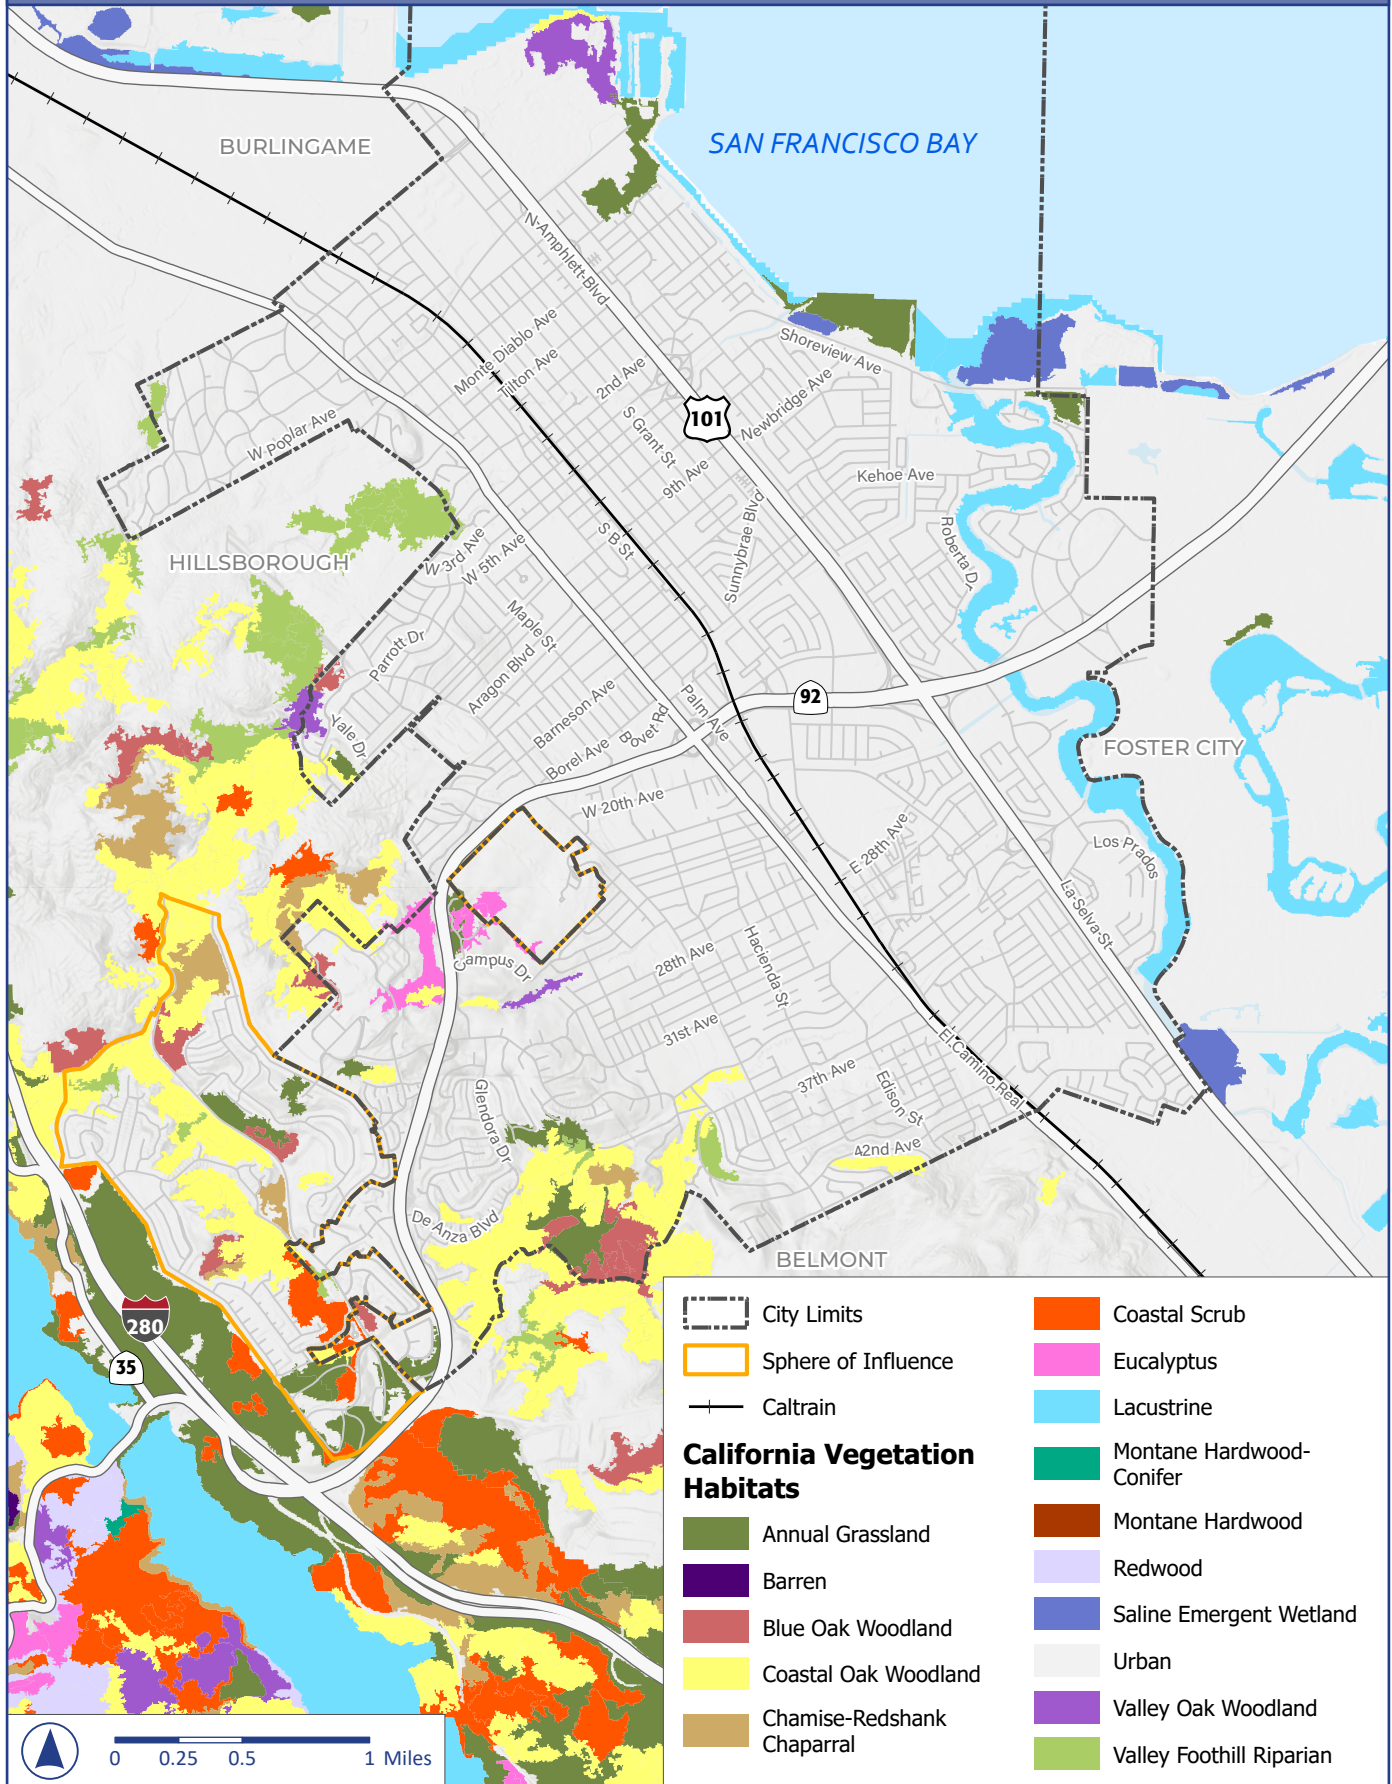 BURLINGAME
SAN FRANCISCO BAY
N-Amphlett-Blvd
Monte Diablo Ave
Tilton Ave
2nd Ave
Shoreview Ave
S Grant St
101
Newbridge Ave
W Poplar Ave
9th Ave
Kehoe Ave
Sunnybrae Blvd
Roberta Dr
S B St
HILLSBOROUGH
W 3rd Ave
W 5th Ave
Maple St
Parrott Dr
Aragon Blvd
Palm Ave
92
Yale Dr
Barneson Ave
Bovet Rd
Borel Ave
FOSTER CITY
W 20th Ave
E 28th Ave
Los Prados
La-Selva-St
Campus Dr
28th Ave
Hacienda St
31st Ave
El Camino Real
37th Ave
Edison St
Glendora Dr
42nd Ave
De Anza Blvd
BELMONT
280
35
City Limits
Sphere of Influence
Caltrain
California Vegetation
Habitats
Annual Grassland
Barren
Blue Oak Woodland
Coastal Oak Woodland
Chamise-Redshank
Chaparral
Coastal Scrub
Eucalyptus
Lacustrine
Montane Hardwood-
Conifer
Montane Hardwood
Redwood
Saline Emergent Wetland
Urban
Valley Oak Woodland
Valley Foothill Riparian
0 0.25 0.5 1 Miles